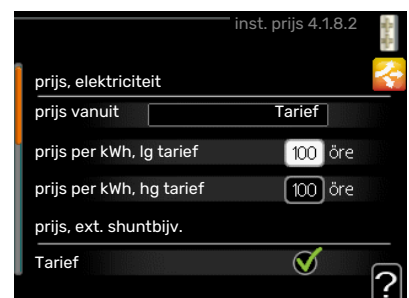 inst. prijs 4.1.8.2
prijs, elektriciteit
prijs vanuit Tarief
prijs per kWh, lg tarief 100 öre
prijs per kWh, hg tarief 100 öre
prijs, ext. shuntbijv.
Tarief
?